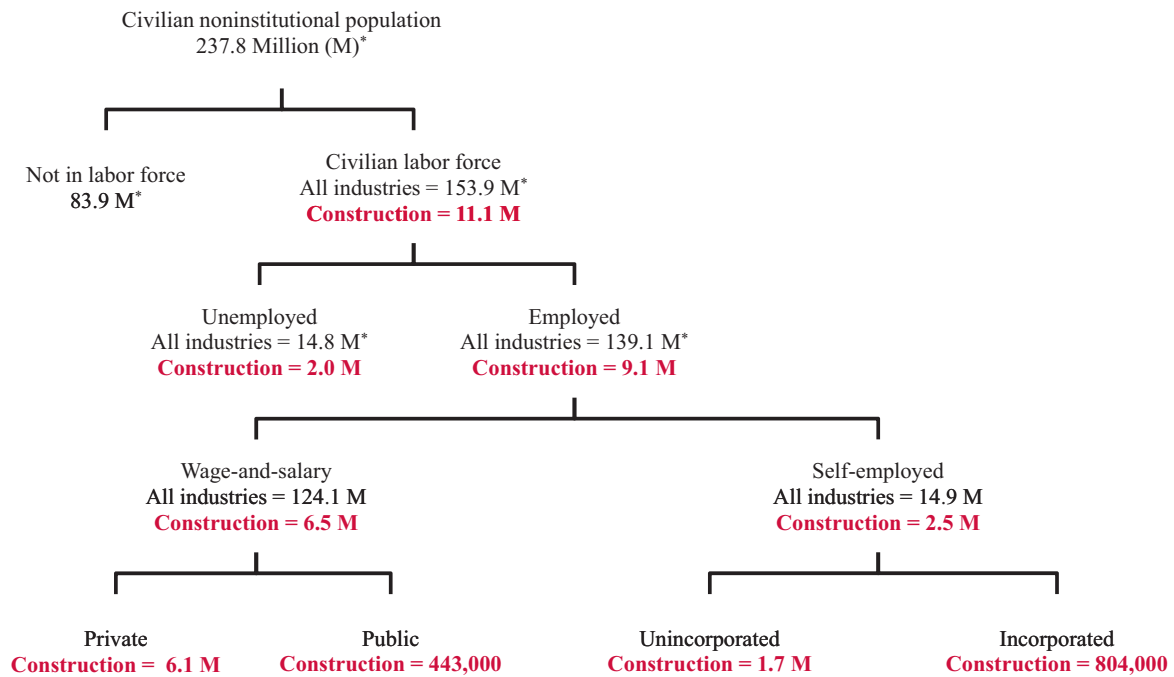 Civilian noninstitutional population
237.8 Million (M)*
Not in labor force
83.9 M*
Civilian labor force
All industries = 153.9 M*
Construction = 11.1 M
Unemployed
All industries = 14.8 M*
Construction = 2.0 M
Employed
All industries = 139.1 M*
Construction = 9.1 M
Wage-and-salary
All industries = 124.1 M
Construction = 6.5 M
Self-employed
All industries = 14.9 M
Construction = 2.5 M
Private
Construction = 6.1 M
Public
Construction = 443,000
Unincorporated
Construction = 1.7 M
Incorporated
Construction = 804,000